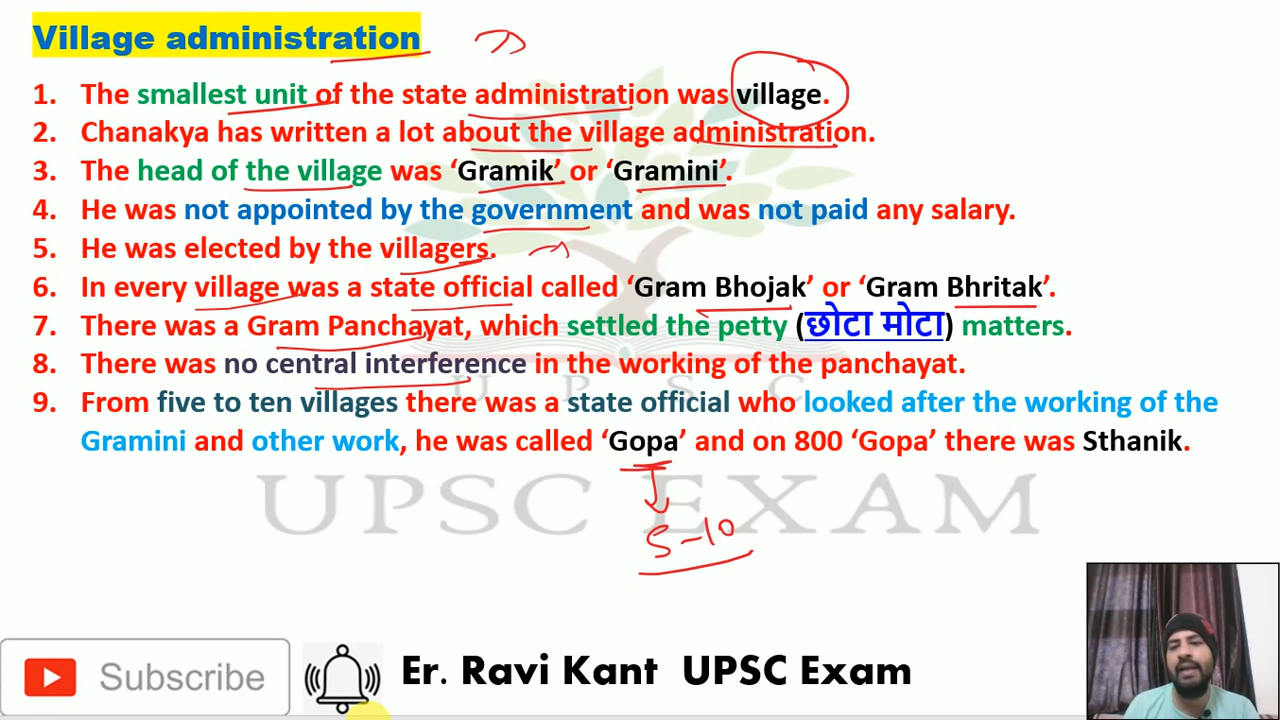 Village administration
1. The smallest unit of the state administration was village.
2. Chanakya has written a lot about the village administration.
3. The head of the village was ‘Gramik’ or ‘Gramini’.
4. He was not appointed by the government and was not paid any salary.
5. He was elected by the villagers.
6. In every village was a state official called ‘Gram Bhojak’ or ‘Gram Bhritak’.
7. There was a Gram Panchayat, which settled the petty (छोटा मोटा) matters.
8. There was no central interference in the working of the panchayat.
UPSC
9. From five to ten villages there was a state official who looked after the working of the
Gramini and other work, he was called ‘Gopa’ and on 800 ‘Gopa’ there was Sthanik.
UPSC EXAM
5-10
Subscribe
Er. Ravi Kant UPSC Exam